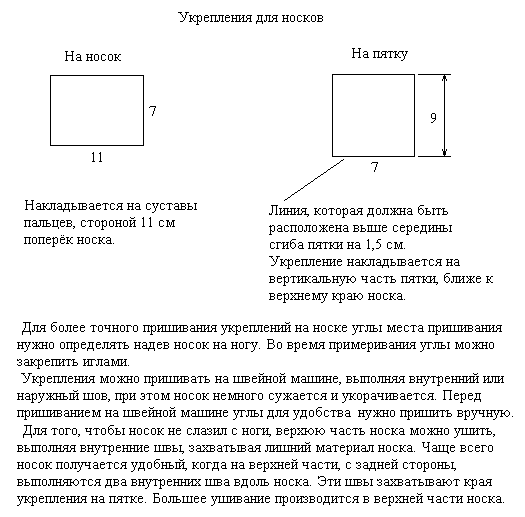 Укрепления для носков
На носок
На пятку
7
11
9
7
Накладывается на суставы
пальцев, стороной 11 см
поперёк носка.
Линия, которая должна быть
расположена выше середины
сгиба пятки на 1,5 см.
Укрепление накладывается на
вертикальную часть пятки, ближе к
верхнему краю носка.
Для более точного пришивания укреплений на носке углы места пришивания
нужно определять надев носок на ногу. Во время примеривания углы можно
закрепить иглами.
Укрепления можно пришивать на швейной машине, выполняя внутренний или
наружный шов, при этом носок немного сужается и укорачивается. Перед
пришиванием на швейной машине углы для удобства нужно пришить вручную.
Для того, чтобы носок не слазил с ноги, верхюю часть носка можно ушить,
выполняя внутренние швы, захватывая лишний материал носка. Чаще всего
носок получается удобный, когда на верхней части, с задней стороны,
выполняются два внутренних шва вдоль носка. Эти швы захватывают края
укрепления на пятке. Большее ушивание производится в верхней части носка.